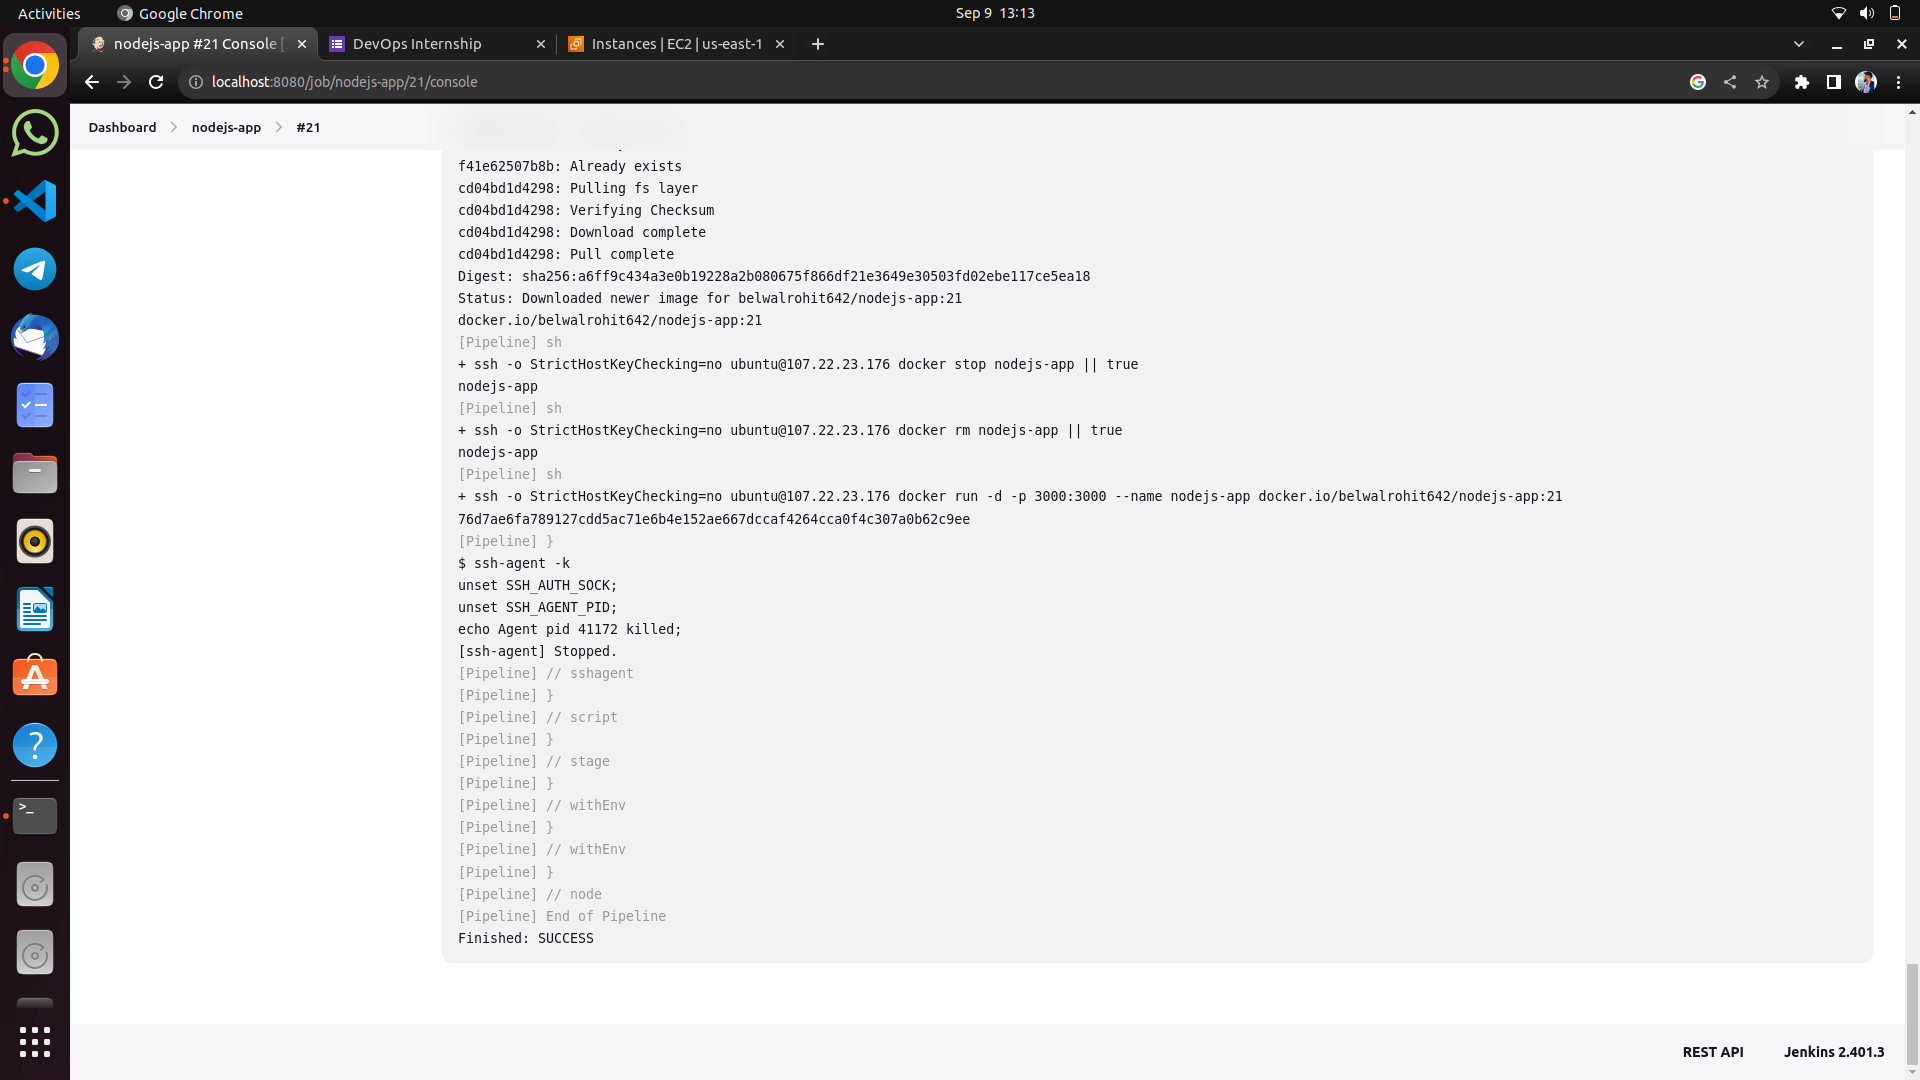 Activities
Google Chrome
Sep 9 13:13
nodejs-app #21 Console [
DevOps Internship
Instances | EC2 | us-east-1
localhost:8080/job/nodejs-app/21/console
Dashboard
nodejs-app
#21
f41e62507b8b: Already exists
cd04bd1d4298: Pulling fs layer
cd04bd1d4298: Verifying Checksum
cd04bd1d4298: Download complete
cd04bd1d4298: Pull complete
Digest: sha256:a6ff9c434a3e0b19228a2b080675f866df21e3649e30503fd02ebe117ce5ea18
Status: Downloaded newer image for belwalrohit642/nodejs-app:21
docker.io/belwalrohit642/nodejs-app:21
[Pipeline] sh
+ ssh -o StrictHostKeyChecking=no ubuntu@107.22.23.176 docker stop nodejs-app || true
nodejs-app
[Pipeline] sh
+ ssh -o StrictHostKeyChecking=no ubuntu@107.22.23.176 docker rm nodejs-app || true
nodejs-app
[Pipeline] sh
+ ssh -o StrictHostKeyChecking=no ubuntu@107.22.23.176 docker run -d -p 3000:3000 --name nodejs-app docker.io/belwalrohit642/nodejs-app:21
76d7ae6fa789127cdd5ac71e6b4e152ae667dccaf4264cca0f4c307a0b62c9ee
[Pipeline] }
$ ssh-agent -k
unset SSH_AUTH_SOCK;
unset SSH_AGENT_PID;
echo Agent pid 41172 killed;
[ssh-agent] Stopped.
[Pipeline] // sshagent
[Pipeline] }
[Pipeline] // script
[Pipeline] }
[Pipeline] // stage
[Pipeline] }
[Pipeline] // withEnv
[Pipeline] }
[Pipeline] // withEnv
[Pipeline] }
[Pipeline] // node
[Pipeline] End of Pipeline
Finished: SUCCESS
REST API
Jenkins 2.401.3